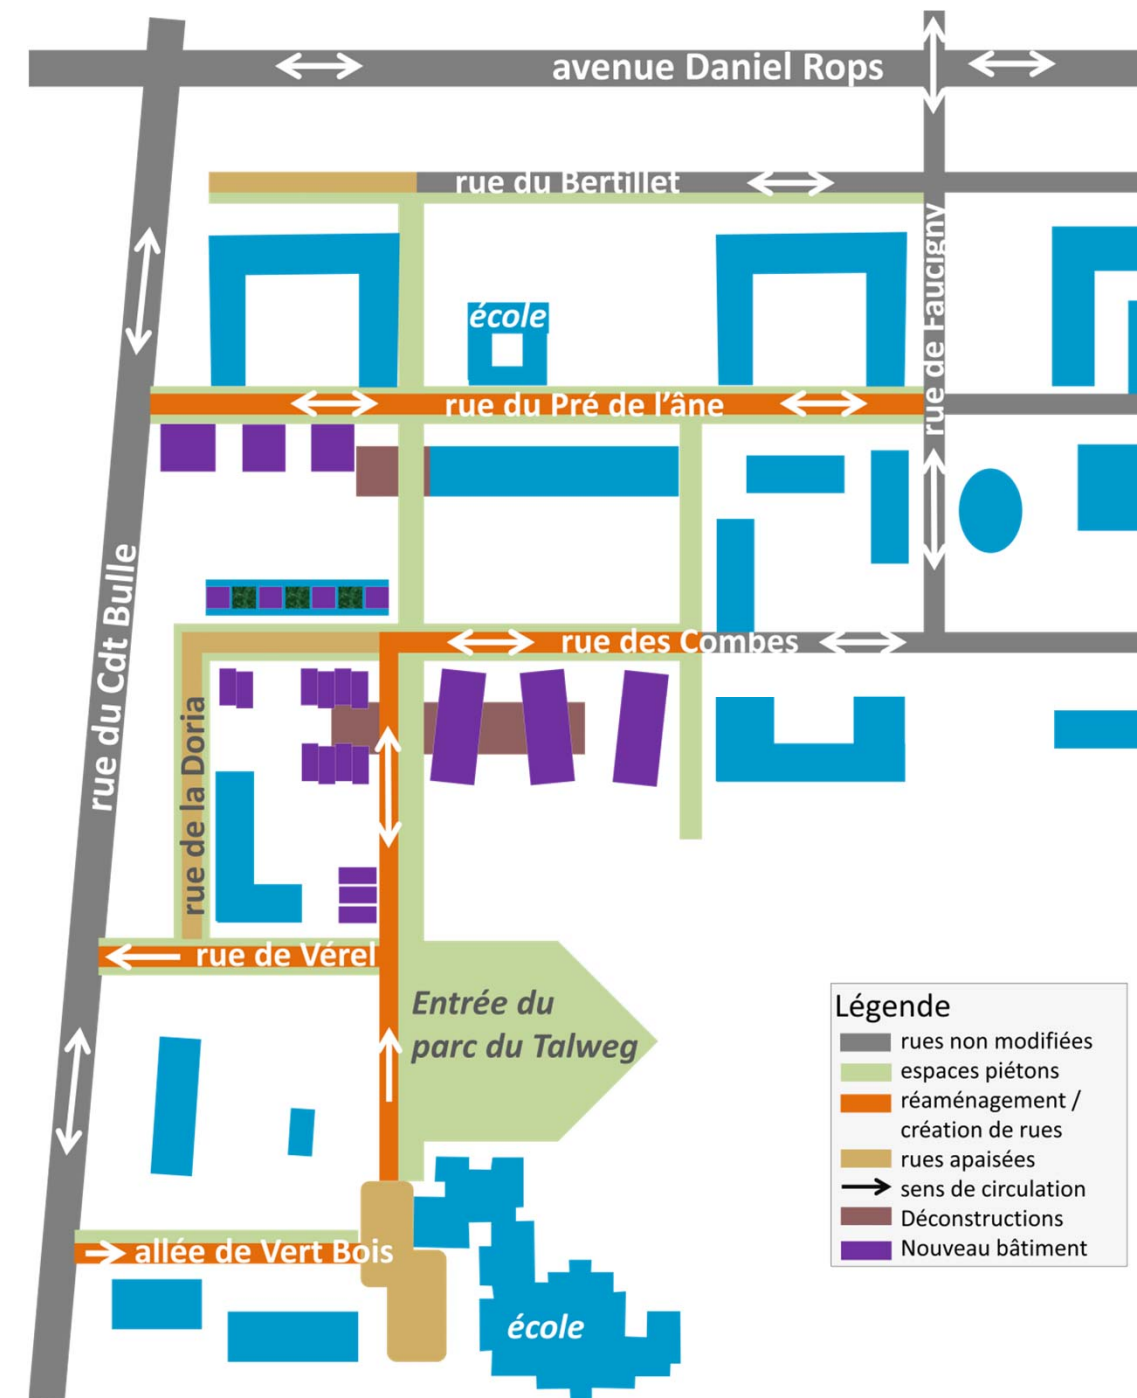 avenue Daniel Rops
rue du Bertillet
rue de Faucigny
école
rue du Pré de l’âne
rue du Cdt Bulle
rue des Combes
rue de la Doria
rue de Vérel
Entrée du
parc du Talweg
allée de Vert Bois
école
Légende
rues non modifiées
espaces piétons
réaménagement /
création de rues
rues apaisées
sens de circulation
Déconstructions
Nouveau bâtiment